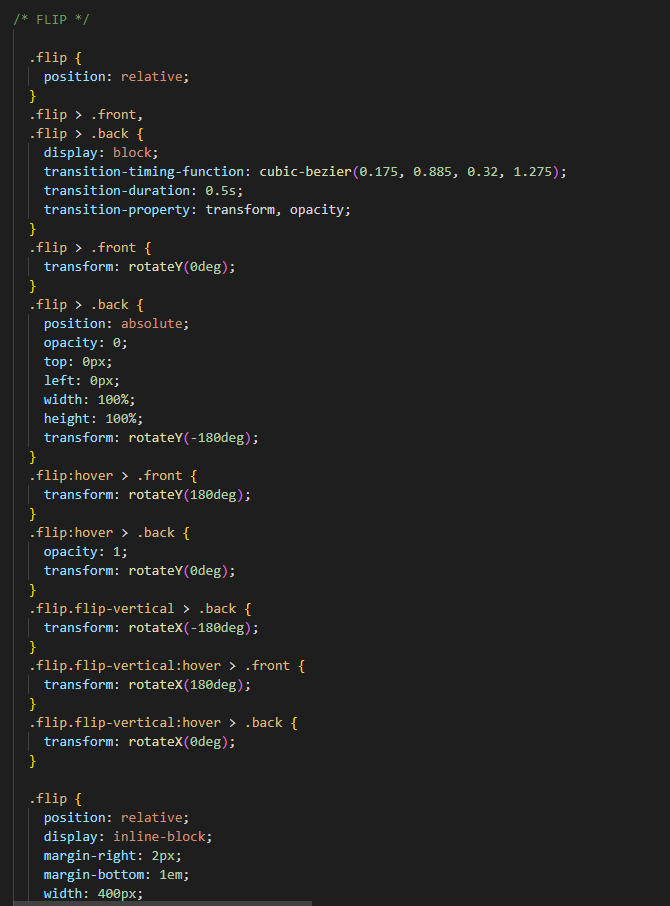 /* FLIP */
.flip {
position: relative;
}
.flip > .front,
.flip > .back {
display: block;
transition-timing-function: cubic-bezier(0.175, 0.885, 0.32, 1.275);
transition-duration: 0.5s;
transition-property: transform, opacity;
}
.flip > .front {
transform: rotateY(0deg);
}
.flip > .back {
position: absolute;
opacity: 0;
top: 0px;
left: 0px;
width: 100%;
height: 100%;
transform: rotateY(-180deg);
}
.flip:hover > .front {
transform: rotateY(180deg);
}
.flip:hover > .back {
opacity: 1;
transform: rotateY(0deg);
}
.flip.flip-vertical > .back {
transform: rotateX(-180deg);
}
.flip.flip-vertical:hover > .front {
transform: rotateX(180deg);
}
.flip.flip-vertical:hover > .back {
transform: rotateX(0deg);
}
.flip {
position: relative;
display: inline-block;
margin-right: 2px;
margin-bottom: 1em;
width: 400px;